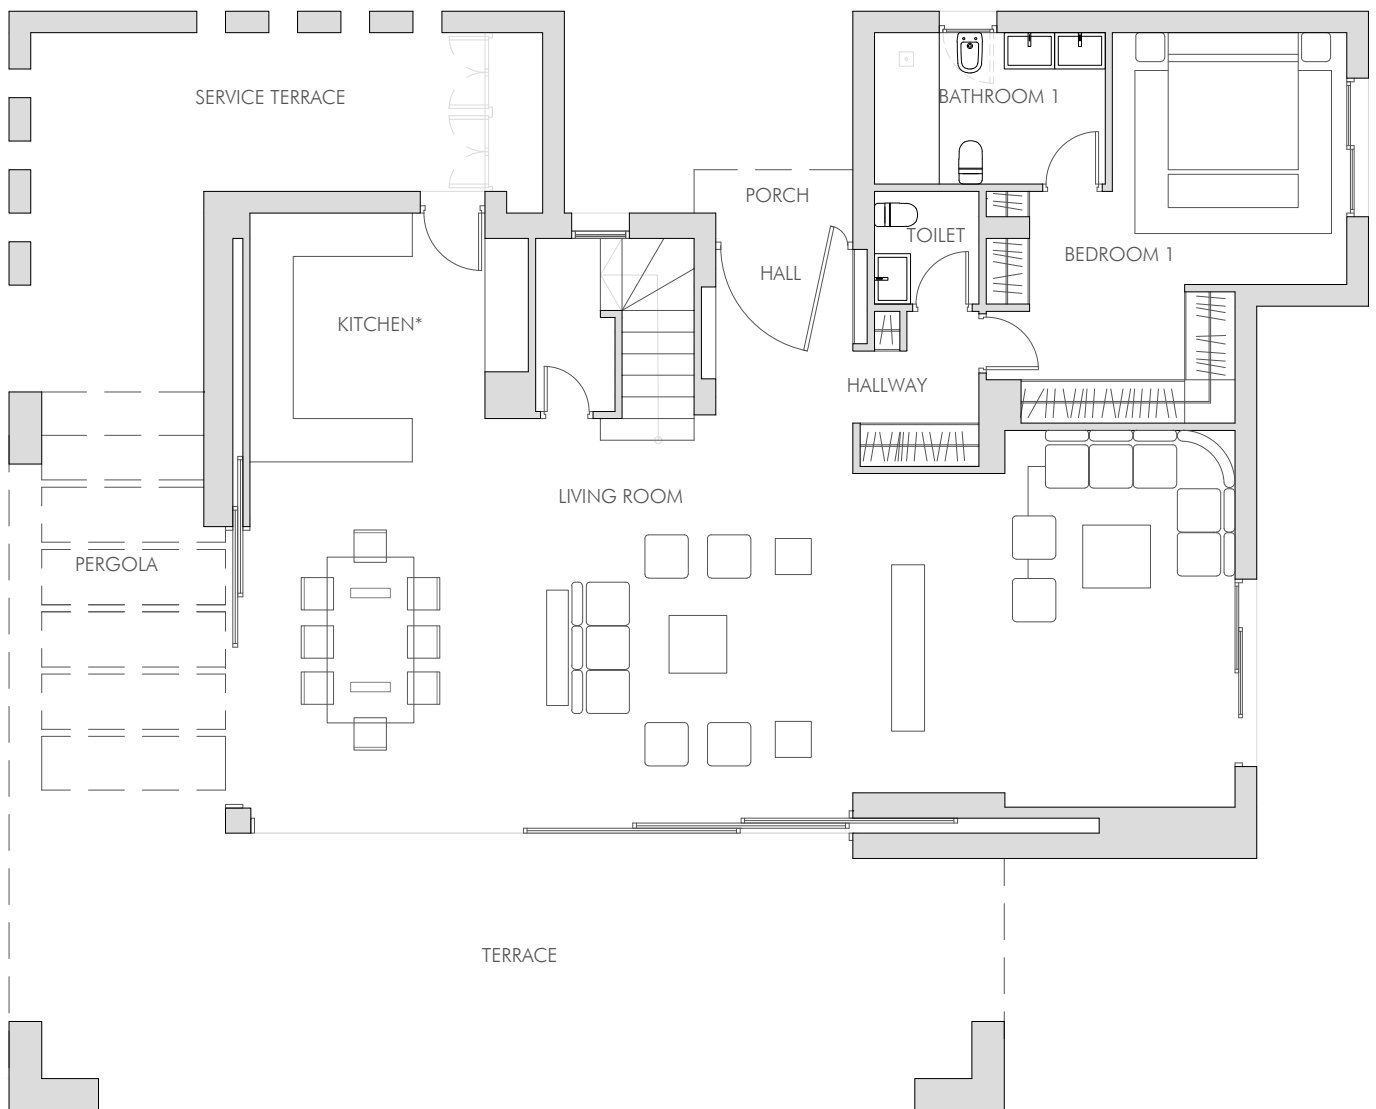 SERVICE TERRACE
BATHROOM 1
PORCH
TOILET
BEDROOM 1
HALL
KITCHEN*
HALLWAY
LIVING ROOM
PERGOLA
TERRACE